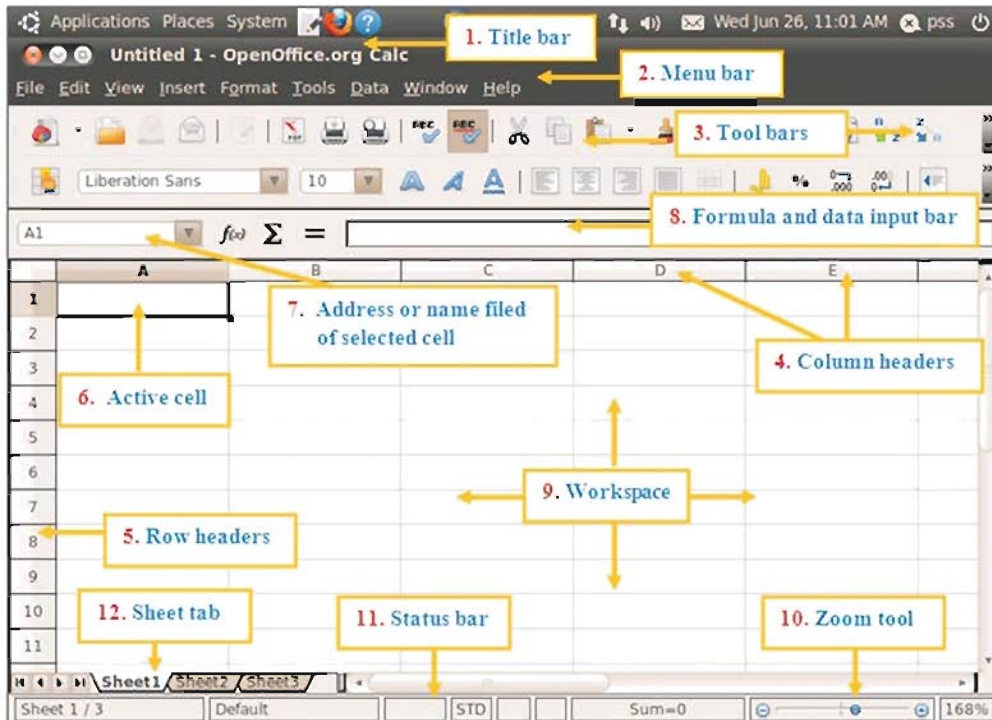 Applications Places System Wed Jun 26, 11:01 AM pss
1. Title bar
Untitled 1 - OpenOffice.org Calc
2. Menu bar
File Edit View Insert Format Tools Data Window Help
3. Tool bars
Liberation Sans 10
8. Formula and data input bar
A1 f(x) Σ =
A B C D E
7. Address or name filed
of selected cell
4. Column headers
6. Active cell
9. Workspace
5. Row headers
12. Sheet tab
11. Status bar
10. Zoom tool
1
2
3
4
5
6
7
8
9
10
11
Sheet1 Sheet2 Sheet3
Sheet 1 / 3 Default STD Sum=0 168%